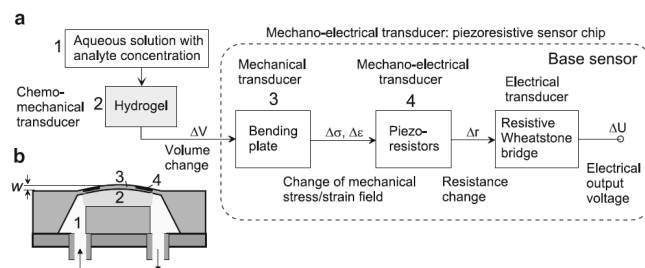 a
Mechano-electrical transducer: piezoresistive sensor chip
1
Aqueous solution with
analyte concentration
Base sensor
Chemo-
mechanical
transducer
2
Hydrogel
Mechanical
transducer
3
Mechano-electrical
transducer
4
Electrical
transducer
ΔV
Volume
change
Bending
plate
Δσ, Δε
Piezo-
resistors
Δr
Resistive
Wheatstone
bridge
ΔU
Change of mechanical
stress/strain field
Resistance
change
Electrical
output
voltage
b
w
3
4
2
1